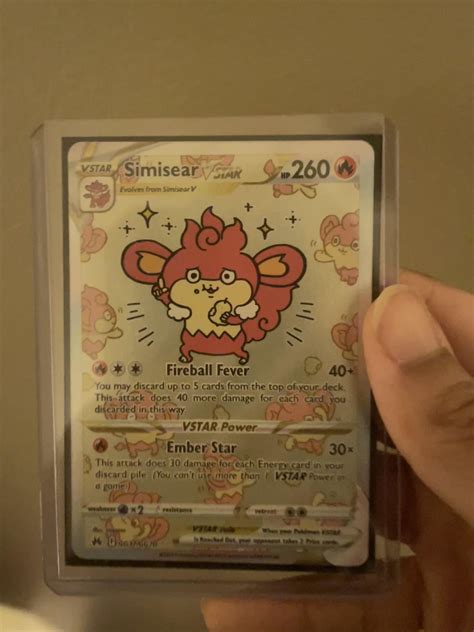 VSTAR Simisear VSTAR HP 260
Evolves from Simisear V
Fireball Fever 40+
You may discard up to 5 cards from the top of your deck.
This attack does 40 more damage for each card you
discarded in this way
VSTAR Power
Ember Star 30×
This attack does 30 damage for each Energy card in your
discard pile. (You can't use more than 1 VSTAR Power in
a game.)
weakness ×2 resistance retreat
VSTAR rule When your Pokémon VSTAR
is Knocked Out, your opponent takes 2 Prize cards.